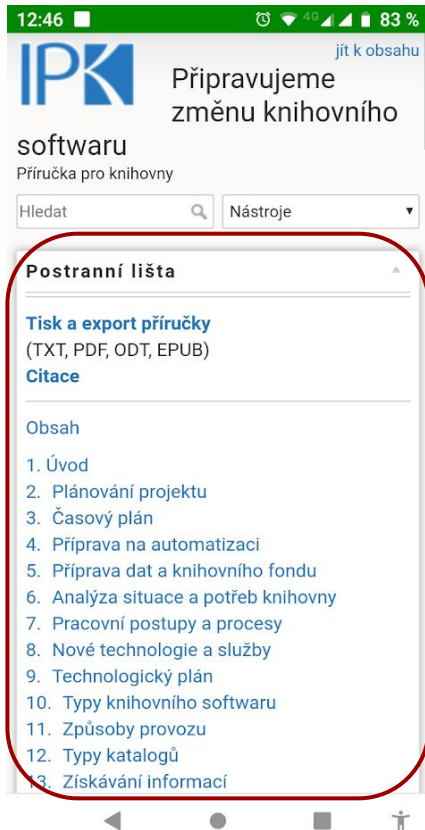 12:46
4G
83 %
jít k obsahu
IPK
Připravujeme
změnu knihovního
softwaru
Příručka pro knihovny
Hledat
Nástroje
Postranní lišta
Tisk a export příručky
(TXT, PDF, ODT, EPUB)
Citace
Obsah
1. Úvod
2. Plánování projektu
3. Časový plán
4. Příprava na automatizaci
5. Příprava dat a knihovního fondu
6. Analýza situace a potřeb knihovny
7. Pracovní postupy a procesy
8. Nové technologie a služby
9. Technologický plán
10. Typy knihovního softwaru
11. Způsoby provozu
12. Typy katalogů
13. Získávání informací